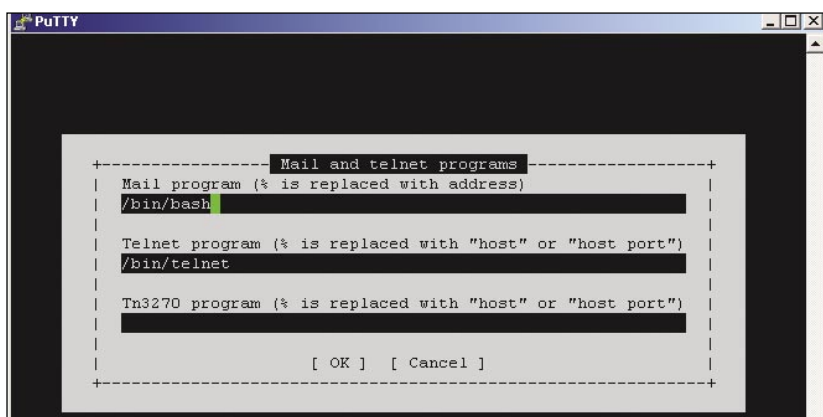 PuTTY
Mail and telnet programs
Mail program (% is replaced with address)
/bin/bash
Telnet program (% is replaced with "host" or "host port")
/bin/telnet
Tn3270 program (% is replaced with "host" or "host port")
[ OK ] [ Cancel ]